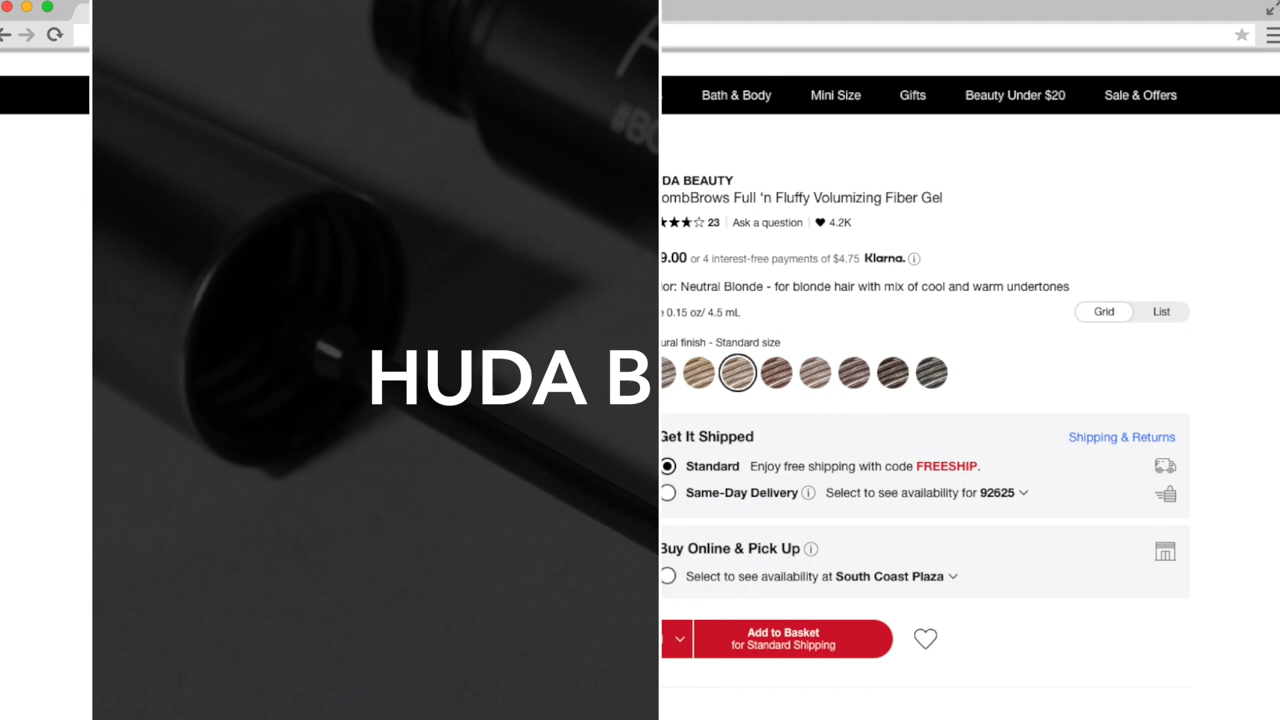 Bath & Body
Mini Size
Gifts
Beauty Under $20
Sale & Offers
#BO
HUDA B
DA BEAUTY
ombBrows Full ‘n Fluffy Volumizing Fiber Gel
23
Ask a question
4.2K
9.00 or 4 interest-free payments of $4.75 Klarna.
or: Neutral Blonde - for blonde hair with mix of cool and warm undertones
0.15 oz/ 4.5 mL
Grid
List
ural finish - Standard size
Get It Shipped
Shipping & Returns
Standard Enjoy free shipping with code FREESHIP.
Same-Day Delivery Select to see availability for 92625
Buy Online & Pick Up
Select to see availability at South Coast Plaza
Add to Basket
for Standard Shipping